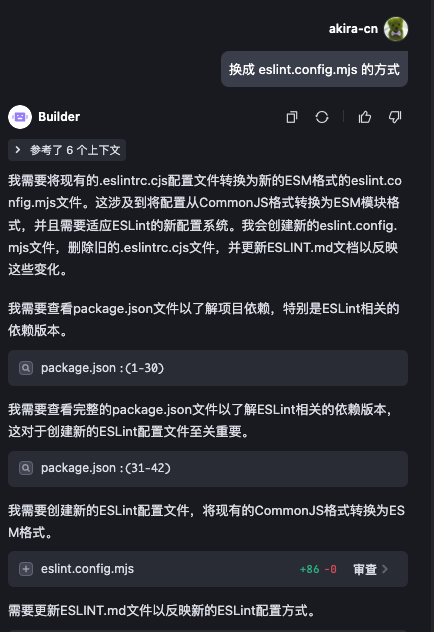 akira-cn
换成 eslint.config.mjs 的方式
Builder
参考了 6 个上下文
我需要将现有的.eslintrc.cjs配置文件转换为新的ESM格式的eslint.co
nfig.mjs文件。这涉及到将配置从CommonJS格式转换为ESM模块格
式，并且需要适应ESLint的新配置系统。我会创建新的eslint.config.
mjs文件，删除旧的.eslintrc.cjs文件，并更新ESLINT.md文档以反映
这些变化。
我需要查看package.json文件以了解项目依赖，特别是ESLint相关的
依赖版本。
package.json : (1-30)
我需要查看完整的package.json文件以了解ESLint相关的依赖版本，
这对于创建新的ESLint配置文件至关重要。
package.json : (31-42)
我需要创建新的ESLint配置文件，将现有的CommonJS格式转换为ES
M格式。
eslint.config.mjs +86 -0 审查
需要更新ESLINT.md文件以反映新的ESLint配置方式。